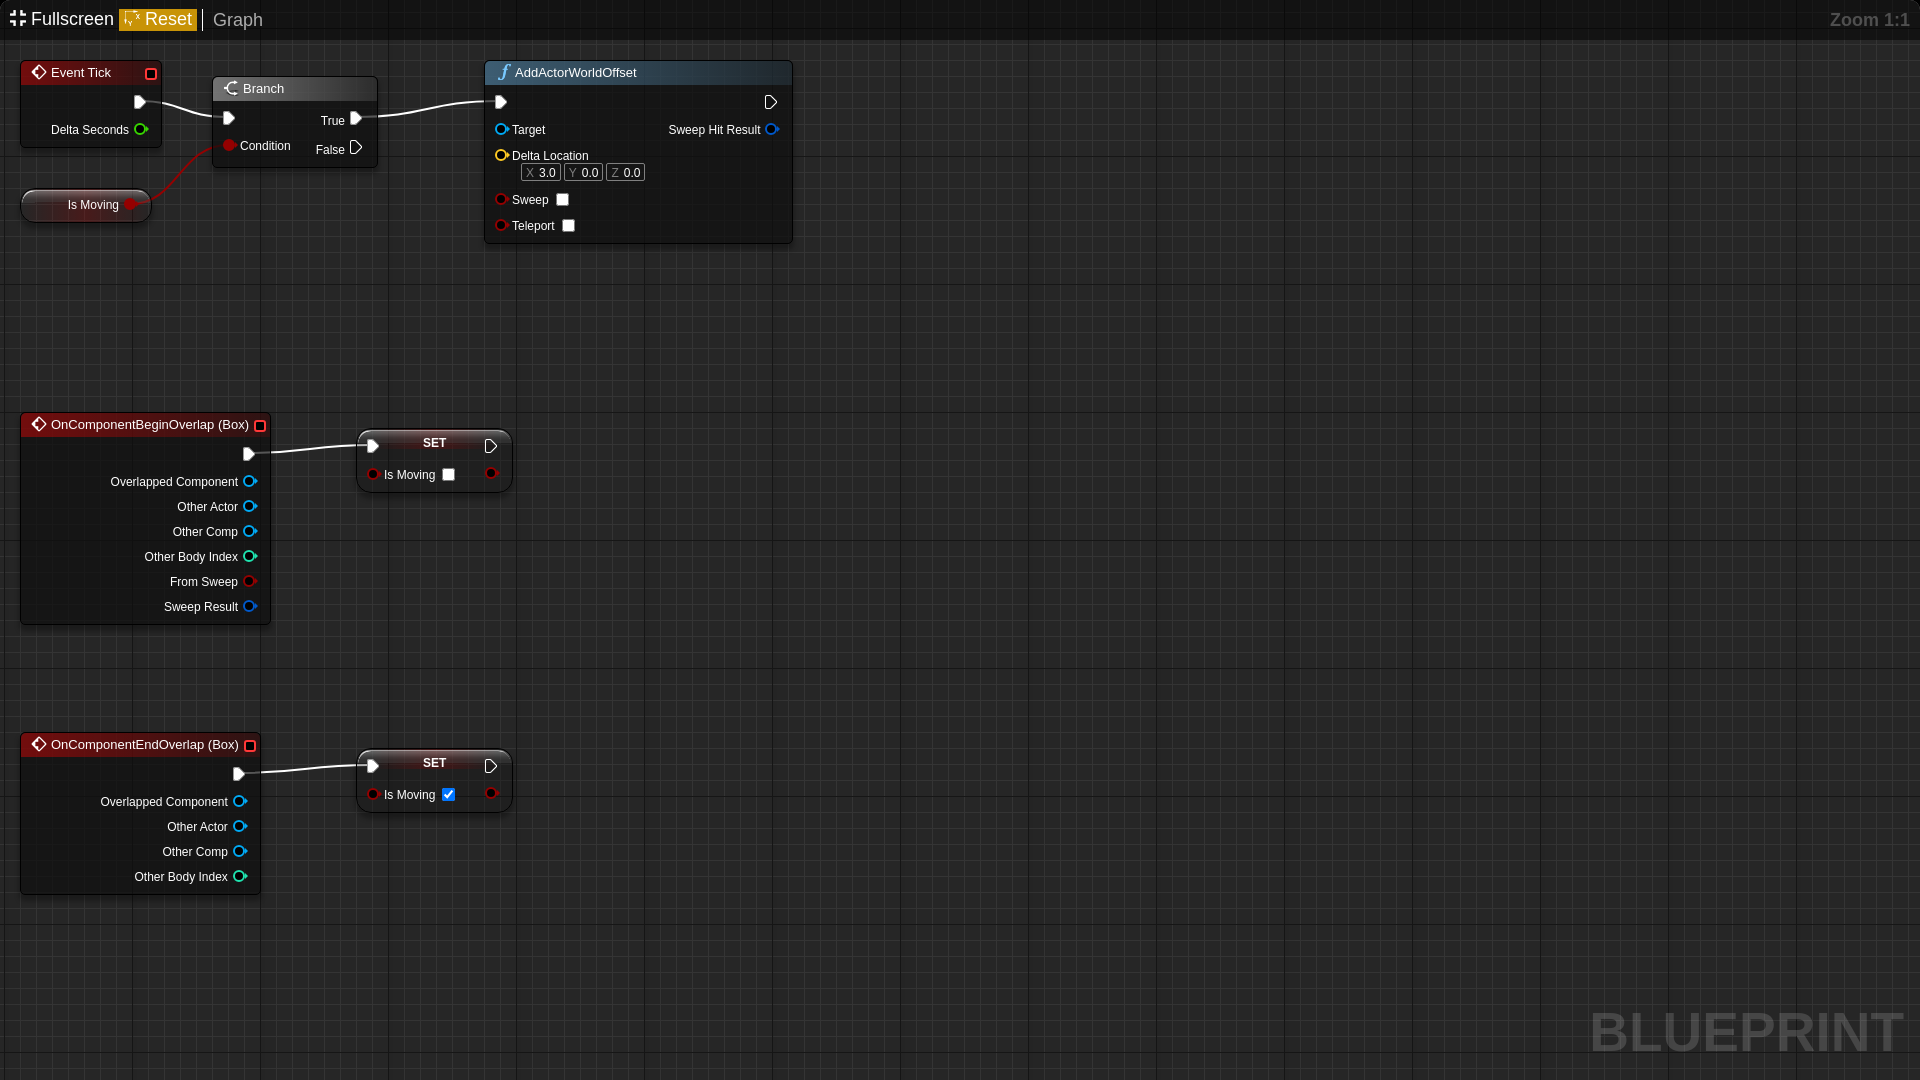 Fullscreen Reset Graph
Zoom 1:1
Event Tick
Delta Seconds
Branch
True
Condition
False
Is Moving
AddActorWorldOffset
Target
Sweep Hit Result
Delta Location
X 3.0 Y 0.0 Z 0.0
Sweep
Teleport
OnComponentBeginOverlap (Box)
Overlapped Component
Other Actor
Other Comp
Other Body Index
From Sweep
Sweep Result
SET
Is Moving
OnComponentEndOverlap (Box)
Overlapped Component
Other Actor
Other Comp
Other Body Index
SET
Is Moving
BLUEPRINT